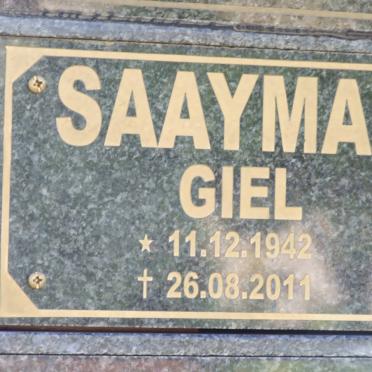 SAAYMA
GIEL
★ 11.12.1942
† 26.08.2011